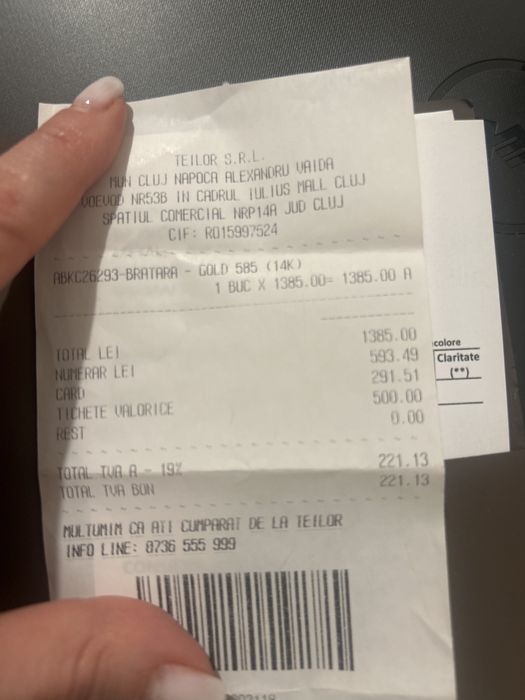 TEILOR S.R.L.
MUN CLUJ NAPOCA ALEXANDRU VAIDA
VOEVOD NR53B IN CADRUL IULIUS MALL CLUJ
SPATIUL COMERCIAL NRP14A JUD CLUJ
CIF: RO15997524
ABKC26293-BRATARA - GOLD 585 (14K)
1 BUC X 1385.00= 1385.00 A
TOTAL LEI 1385.00
NUMERAR LEI 593.49
CARD 291.51
TICHETE VALORICE 500.00
REST 0.00
TOTAL TVA A - 19% 221.13
TOTAL TVA BON 221.13
MULTUMIM CA ATI CUMPARAT DE LA TEILOR
INFO LINE: 0736 555 999
colore
Claritate
(**)